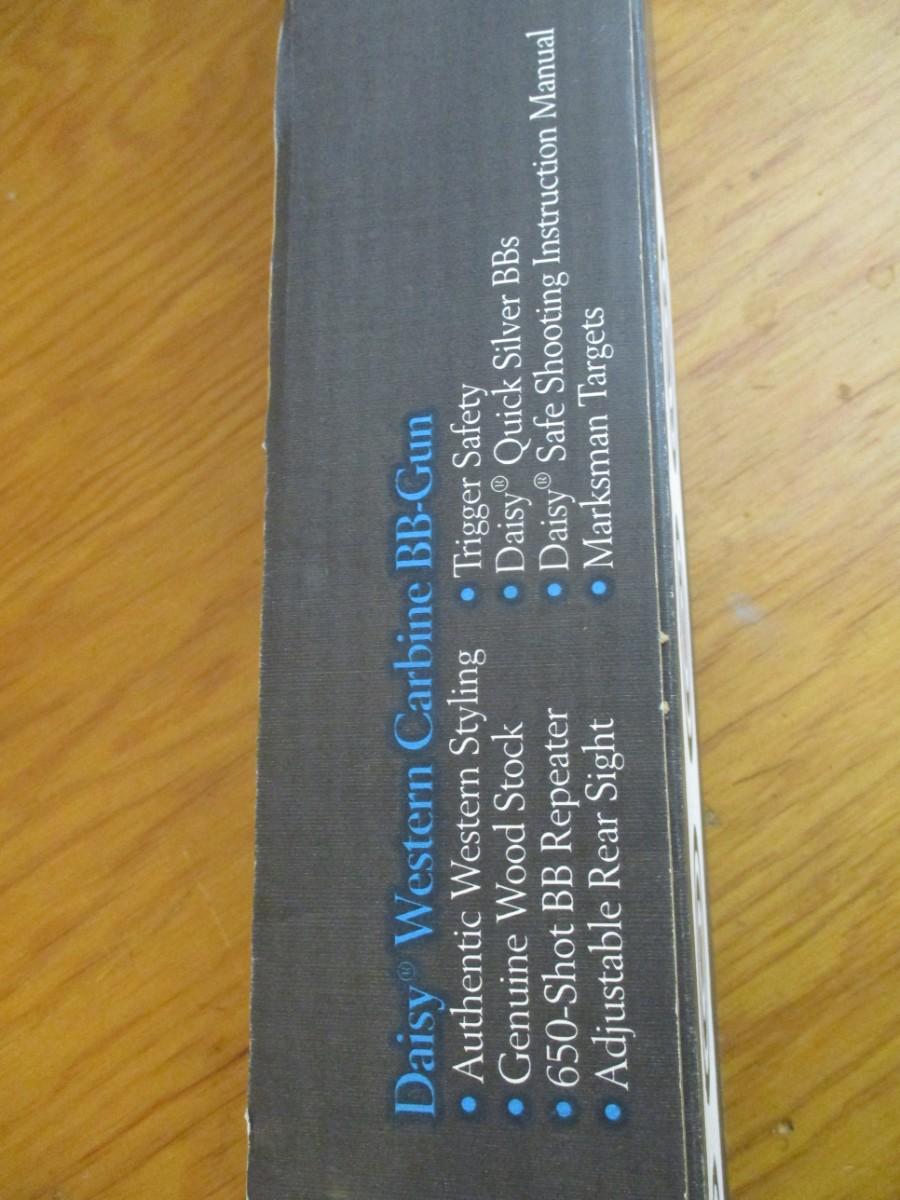 Daisy® Western Carbine BB-Gun
• Authentic Western Styling
• Genuine Wood Stock
• 650-Shot BB Repeater
• Adjustable Rear Sight
• Trigger Safety
• Daisy® Quick Silver BBs
• Daisy® Safe Shooting Instruction Manual
• Marksman Targets